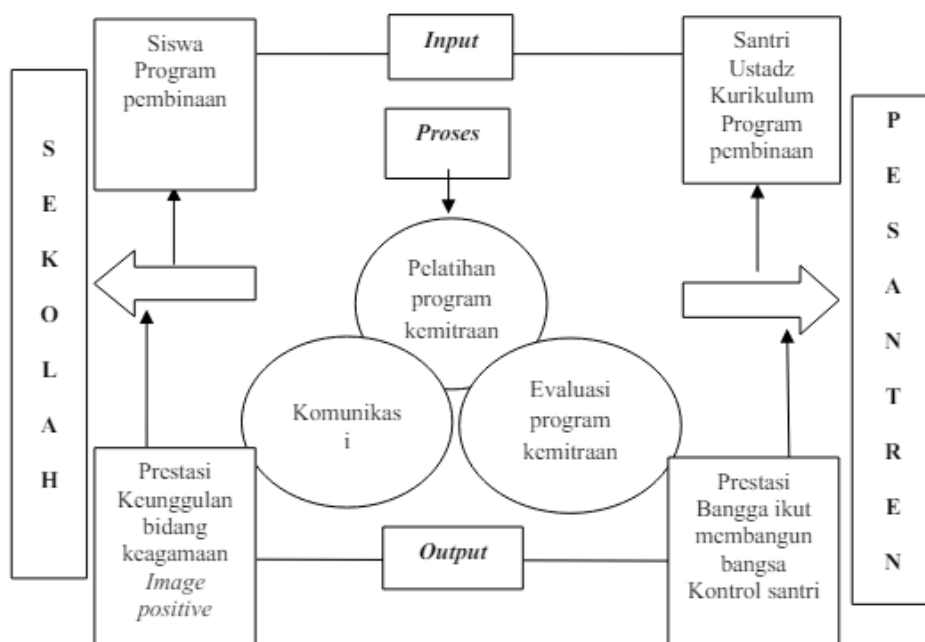 Siswa
Program
pembinaan
Input
Santri
Ustadz
Kurikulum
Program
pembinaan
S
E
K
O
L
A
H
Proses
P
E
S
A
N
T
R
E
N
Pelatihan
program
kemitraan
Komunikas
i
Evaluasi
program
kemitraan
Prestasi
Keunggulan
bidang
keagamaan
Image
positive
Output
Prestasi
Bangga ikut
membangun
bangsa
Kontrol santri